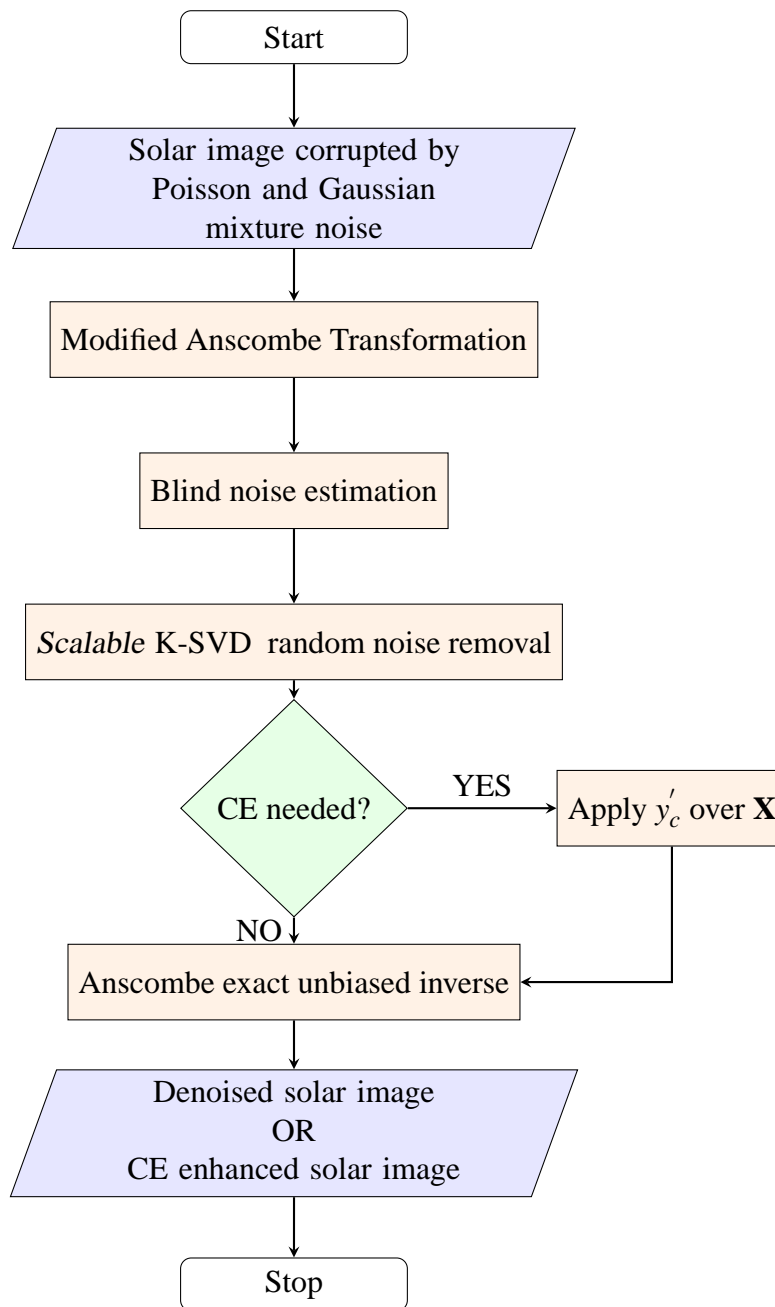 Start
Solar image corrupted by
Poisson and Gaussian
mixture noise
Modified Anscombe Transformation
Blind noise estimation
Scalable K-SVD random noise removal
CE needed?
YES
Apply y′c over X
NO
Anscombe exact unbiased inverse
Denoised solar image
OR
CE enhanced solar image
Stop